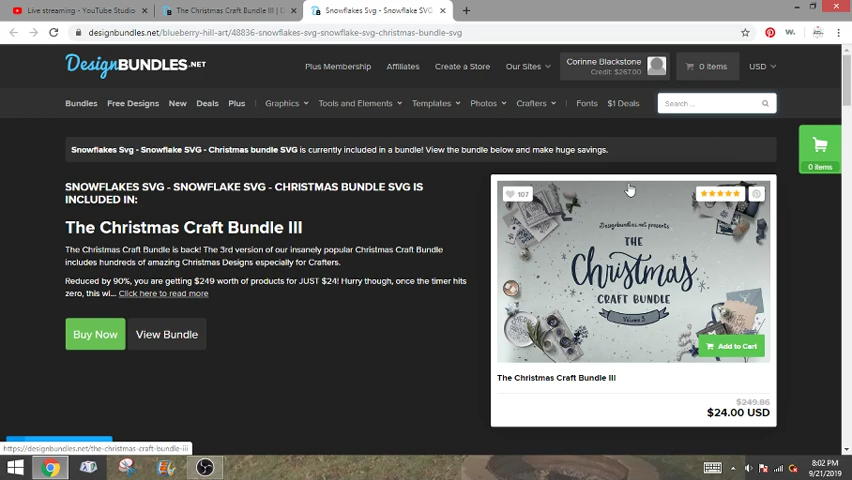 Live streaming - YouTube Studio
The Christmas Craft Bundle III | D
Snowflakes Svg - Snowflake SVG
designbundles.net/blueberry-hill-art/48836-snowflakes-svg-snowflake-svg-christmas-bundle-svg
DesignBUNDLES.NET
Plus Membership
Affiliates
Create a Store
Our Sites
Corinne Blackstone
Credit: $267.00
0 items
USD
Bundles
Free Designs
New
Deals
Plus
Graphics
Tools and Elements
Templates
Photos
Crafters
Fonts
$1 Deals
Search ...
Snowflakes Svg - Snowflake SVG - Christmas bundle SVG is currently included in a bundle! View the bundle below and make huge savings.
0 items
SNOWFLAKES SVG - SNOWFLAKE SVG - CHRISTMAS BUNDLE SVG IS
INCLUDED IN:
The Christmas Craft Bundle III
The Christmas Craft Bundle is back! The 3rd version of our insanely popular Christmas Craft Bundle
includes hundreds of amazing Christmas Designs especially for Crafters.
Reduced by 90%, you are getting $249 worth of products for JUST $24! Hurry though, once the timer hits
zero, this wi... Click here to read more
Buy Now
View Bundle
107
Designbundles.net presents
THE
Christmas
CRAFT BUNDLE
Volume 3
Add to Cart
The Christmas Craft Bundle III
$249.86
$24.00 USD
https://designbundles.net/the-christmas-craft-bundle-iii
8:02 PM
9/21/2019